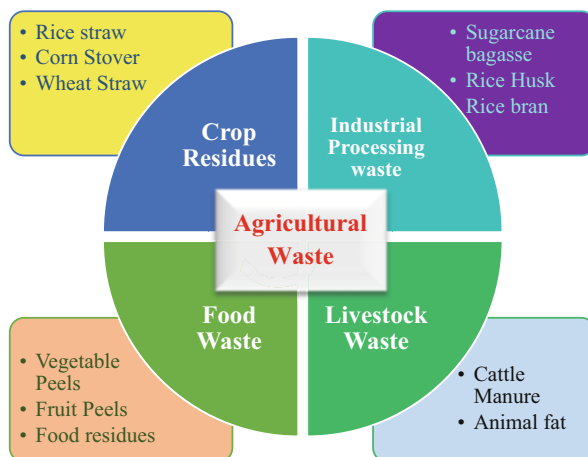 • Rice straw
• Corn Stover
• Wheat Straw
• Sugarcane
bagasse
• Rice Husk
Rice bran
Crop
Residues
Industrial
Processing
waste
Agricultural
Waste
Food
Waste
Livestock
Waste
• Vegetable
Peels
• Fruit Peels
• Food residues
• Cattle
Manure
• Animal fat